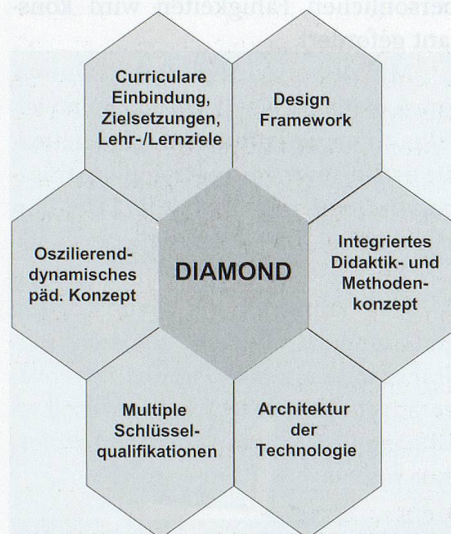 Curriculare
Einbindung,
Zielsetzungen,
Lehr-/Lernziele
Design
Framework
Oszilierend-
dynamisches
päd. Konzept
DIAMOND
Integriertes
Didaktik- und
Methoden-
konzept
Multiple
Schlüssel-
qualifikationen
Architektur
der
Technologie